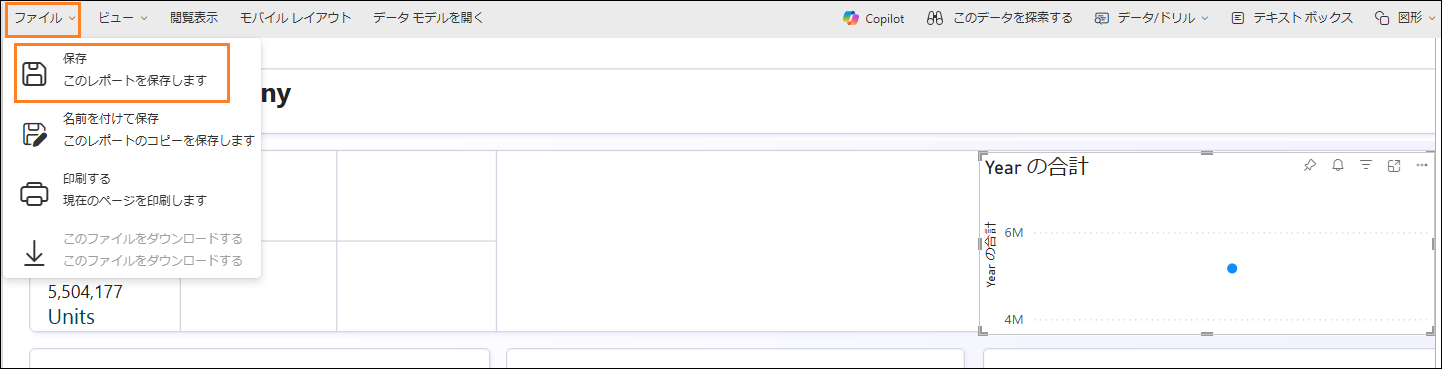 ファイル ビュー 閲覧表示 モバイル レイアウト データ モデルを開く Copilot このデータを探索する データ/ドリル テキスト ボックス 図形
保存
このレポートを保存します
名前を付けて保存
このレポートのコピーを保存します
印刷する
現在のページを印刷します
このファイルをダウンロードする
このファイルをダウンロードする
ny
5,504,177
Units
Year の合計
Year の合計
6M
4M